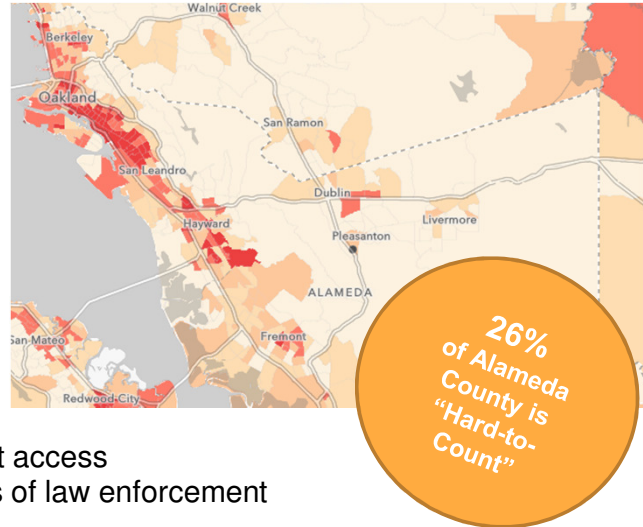 Walnut Creek
Berkeley
Oakland
San Ramon
San Leandro
Dublin
Livermore
Hayward
Pleasanton
ALAMEDA
Fremont
San Mateo
Redwood City
26%
of Alameda
County is
"Hard-to-
Count"
access
of law enforcement